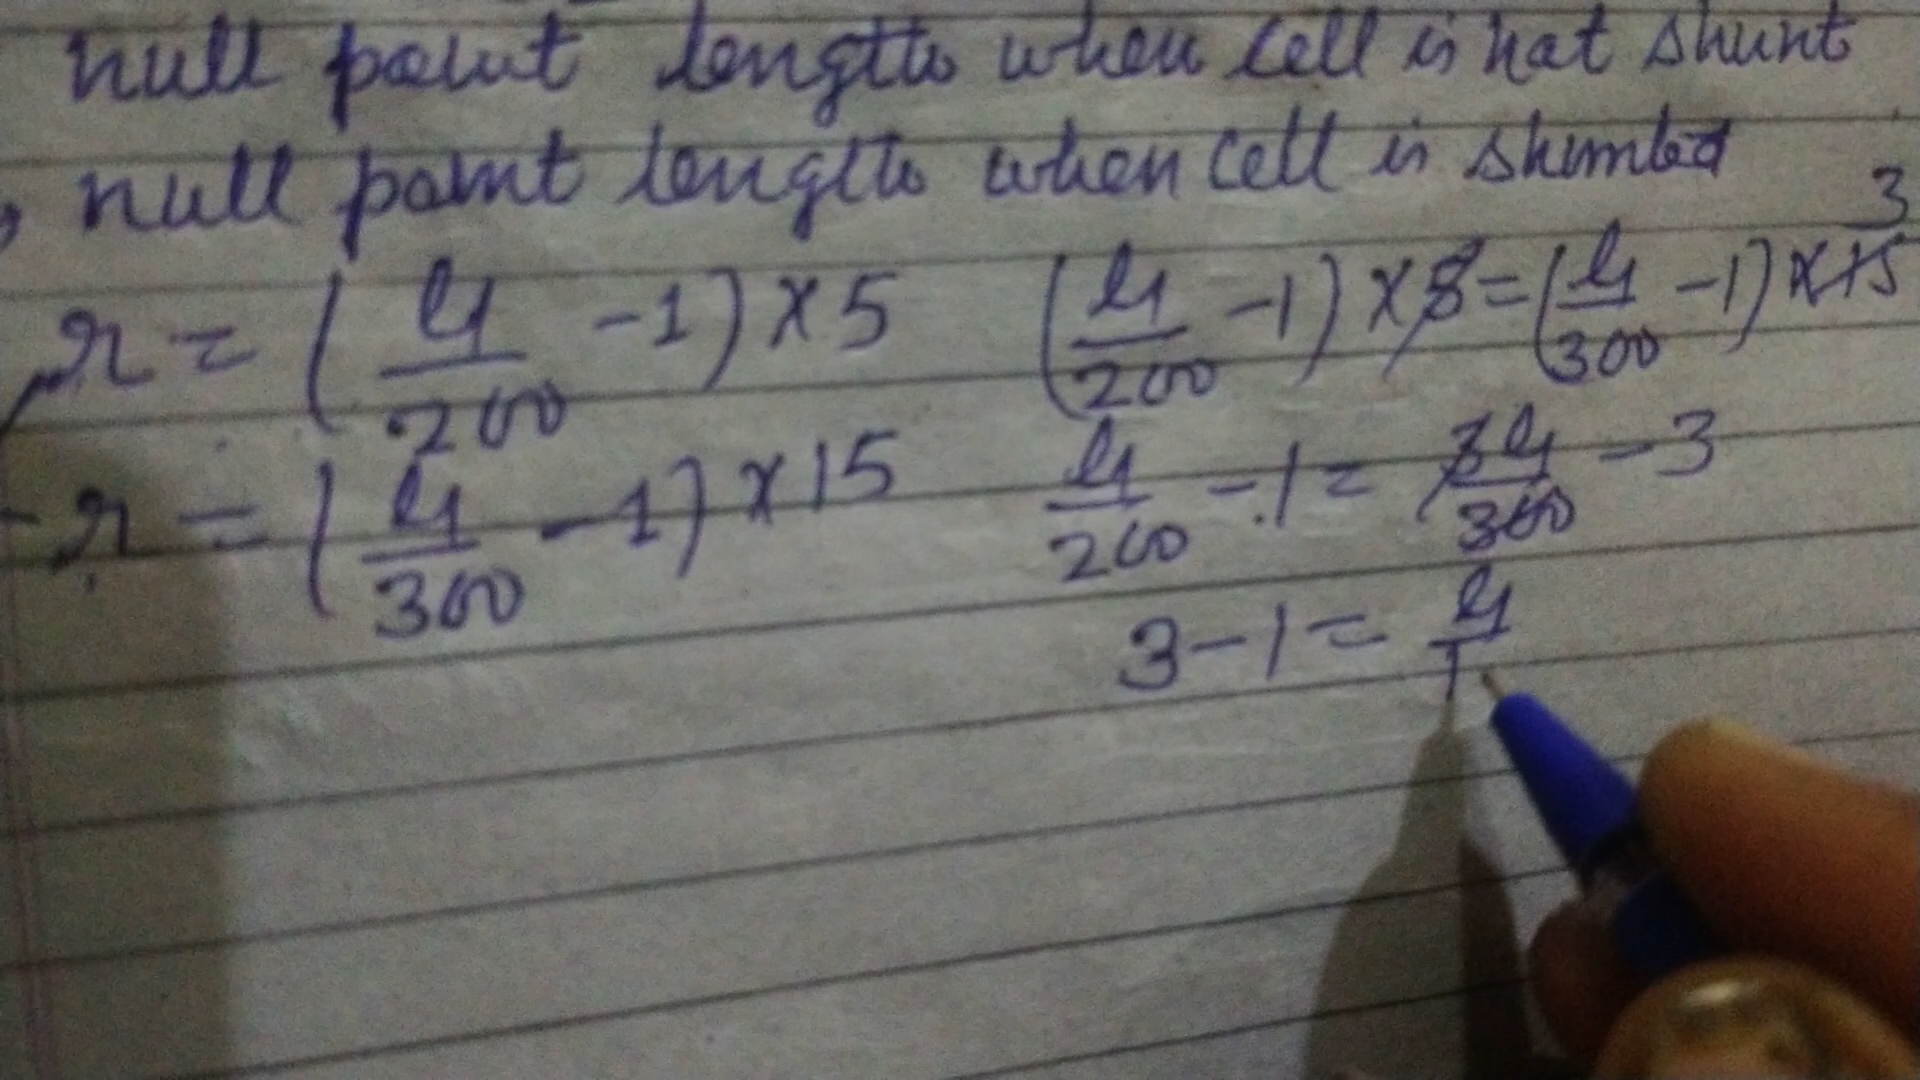 null point length when cell is not shunt
null point length when cell is shunted
r = (l1/200 - 1) × 5
(l1/200 - 1) × 5 = (l1/300 - 1) × 15 3
r = (l1/300 - 1) × 15
l1/200 - 1 = 3l1/300 - 3
3 - 1 = l1/1